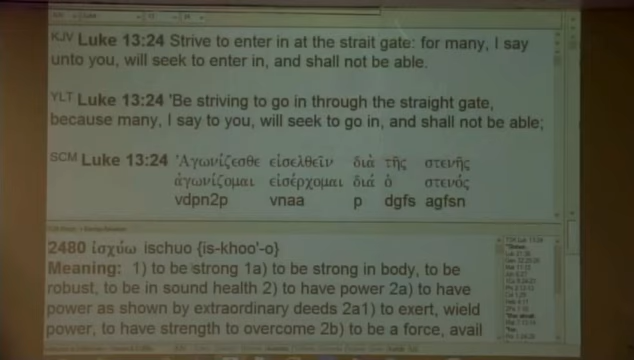 KJV Luke 13:24 Strive to enter in at the strait gate: for many, I say
unto you, will seek to enter in, and shall not be able.
YLT Luke 13:24 'Be striving to go in through the straight gate,
because many, I say to you, will seek to go in, and shall not be able;
SCM Luke 13:24 Ἀγωνίζεσθε εἰσελθεῖν διὰ τῆς στενῆς
ἀγωνίζομαι εἰσέρχομαι διά ὁ στενός
vdpn2p vnaa p dgfs agfsn
2480 ἰσχύω ischuo {is-khoo'-o}
Meaning: 1) to be strong 1a) to be strong in body, to be
robust, to be in sound health 2) to have power 2a) to have
power as shown by extraordinary deeds 2a1) to exert, wield
power, to have strength to overcome 2b) to be a force, avail